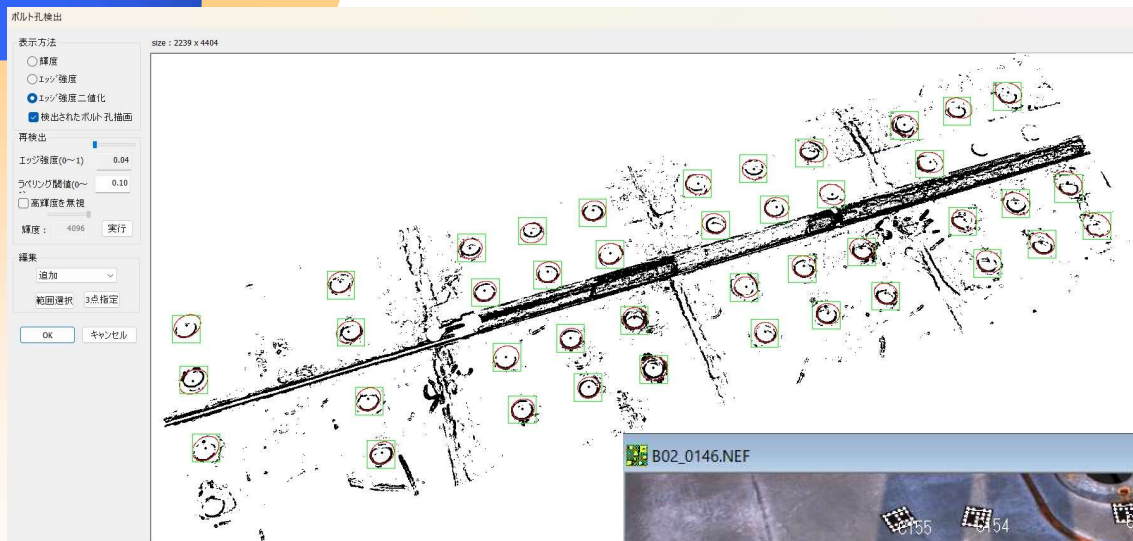 ボルト孔検出
表示方法
size : 2239 x 4404
輝度
エッジ強度
エッジ強度二値化
検出されたボルト孔描画
再検出
エッジ強度(0～1) 0.04
ラベリング閾値(0～ 0.10
高輝度を無視
輝度： 4096 実行
編集
追加
範囲選択 3点指定
OK キャンセル
B02_0146.NEF
C155
C154